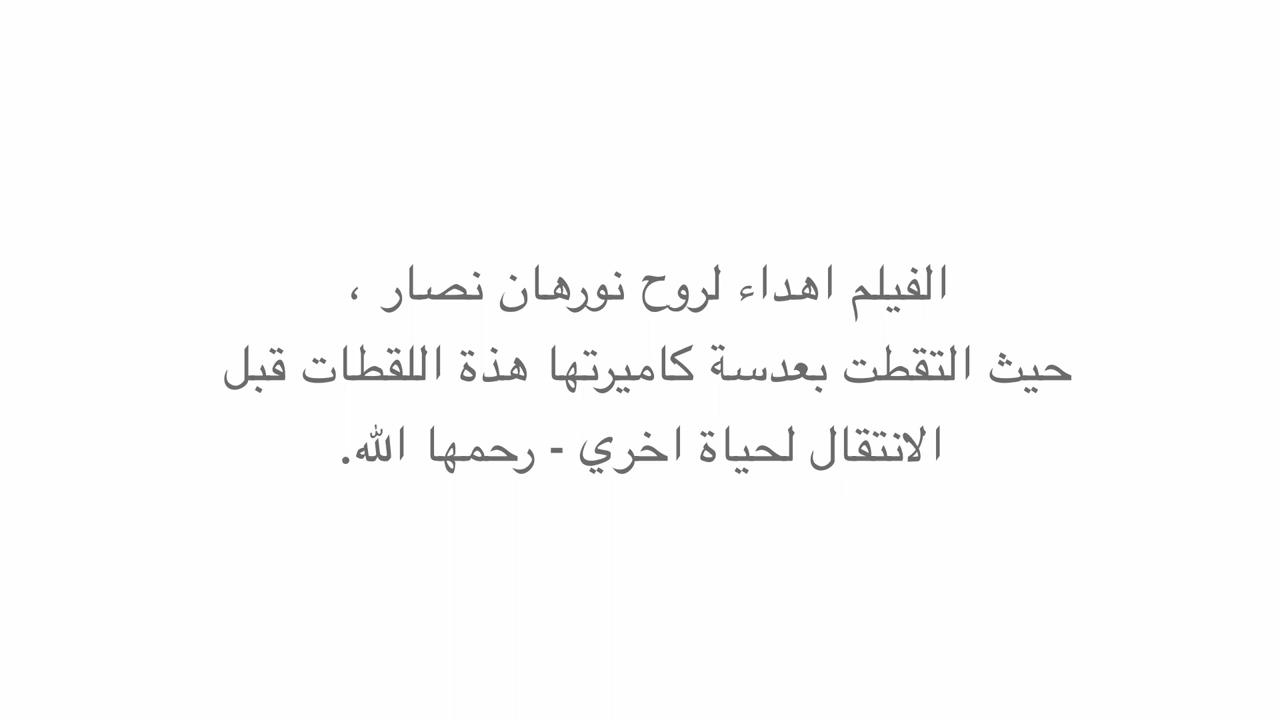 الفيلم اهداء لروح نورهان نصار ،
حيث التقطت بعدسة كاميرتها هذة اللقطات قبل
الانتقال لحياة اخري - رحمها الله.